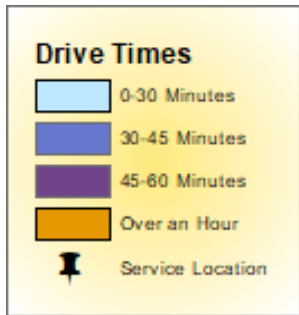 Drive Times
0-30 Minutes
30-45 Minutes
45-60 Minutes
Over an Hour
Service Location